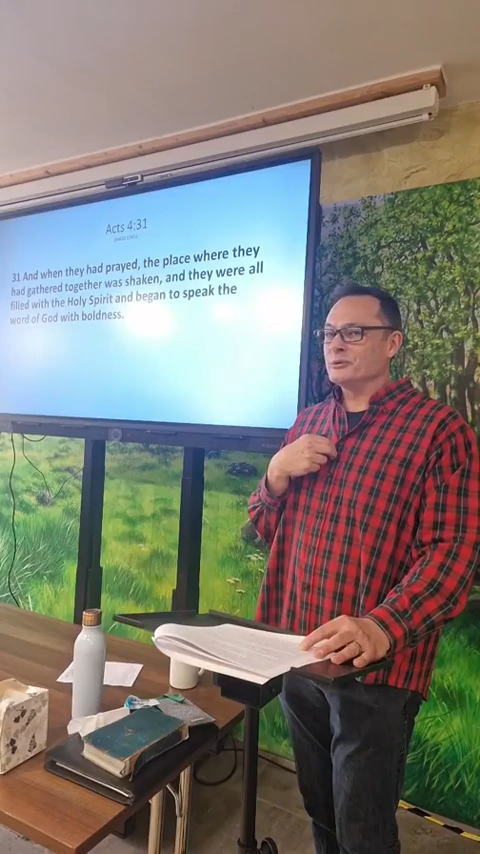 Acts 4:31
31 And when they had prayed, the place where they
had gathered together was shaken, and they were all
filled with the Holy Spirit and began to speak the
word of God with boldness.